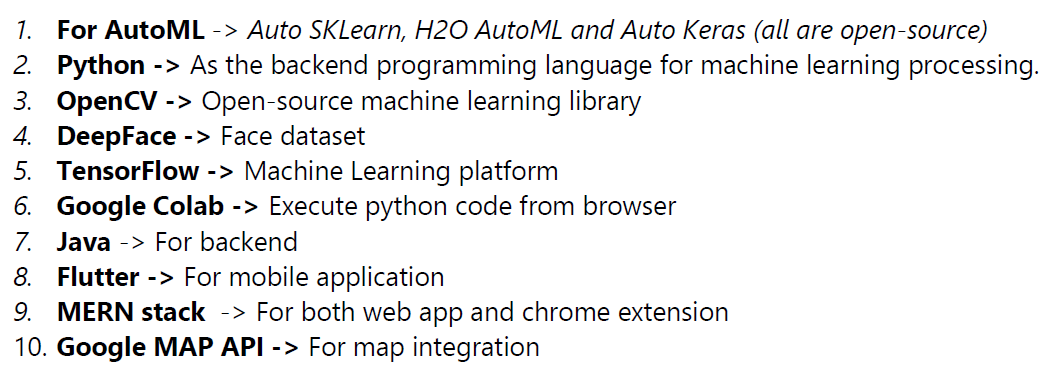 1. For AutoML -> Auto SKLearn, H2O AutoML and Auto Keras (all are open-source)
2. Python -> As the backend programming language for machine learning processing.
3. OpenCV -> Open-source machine learning library
4. DeepFace -> Face dataset
5. TensorFlow -> Machine Learning platform
6. Google Colab -> Execute python code from browser
7. Java -> For backend
8. Flutter -> For mobile application
9. MERN stack -> For both web app and chrome extension
10. Google MAP API -> For map integration